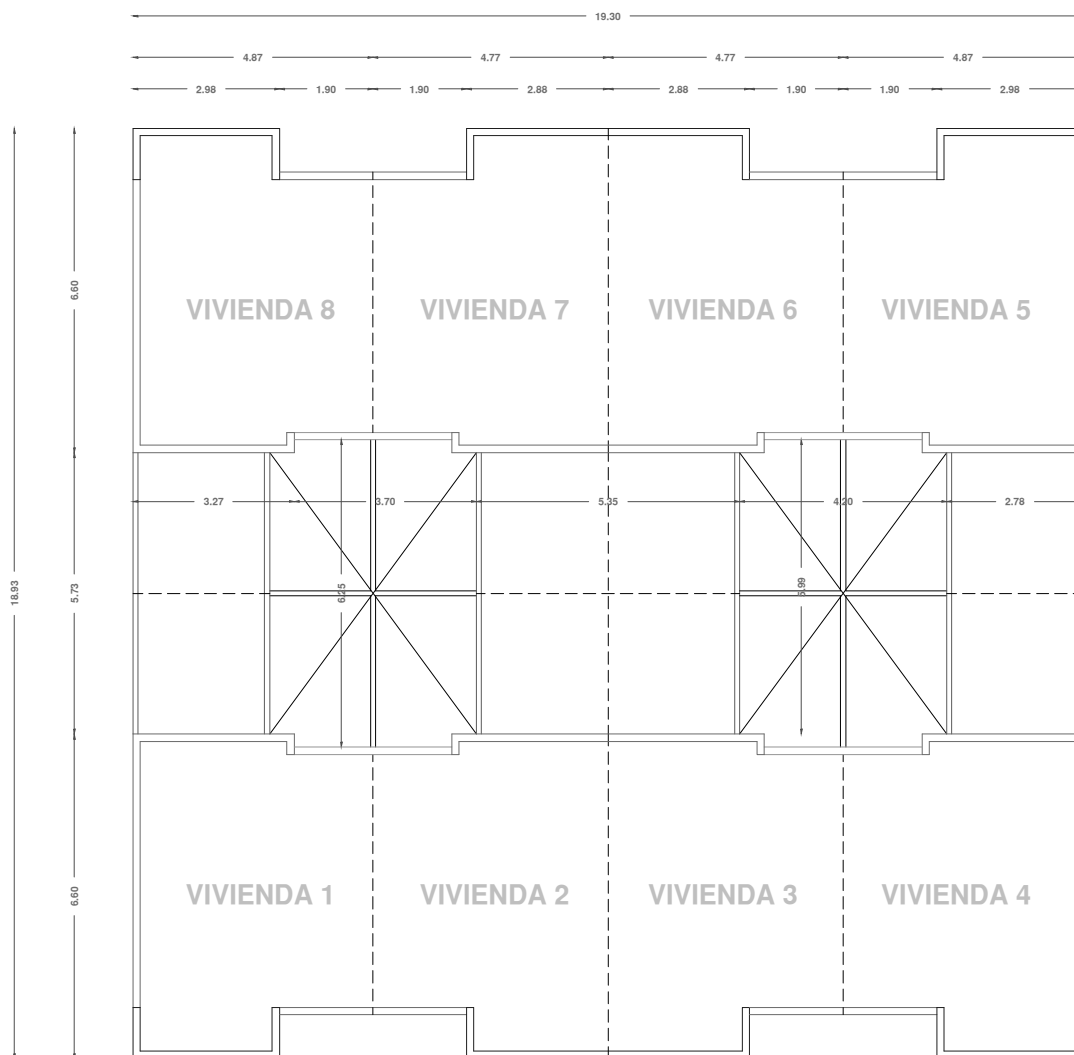 19.30
4.87 4.77 4.77 4.87
2.98 1.90 1.90 2.88 2.88 1.90 1.90 2.98
6.60
VIVIENDA 8 VIVIENDA 7 VIVIENDA 6 VIVIENDA 5
3.27 3.70 5.35 4.20 2.78
18.93 5.73 6.25 5.99
6.60
VIVIENDA 1 VIVIENDA 2 VIVIENDA 3 VIVIENDA 4